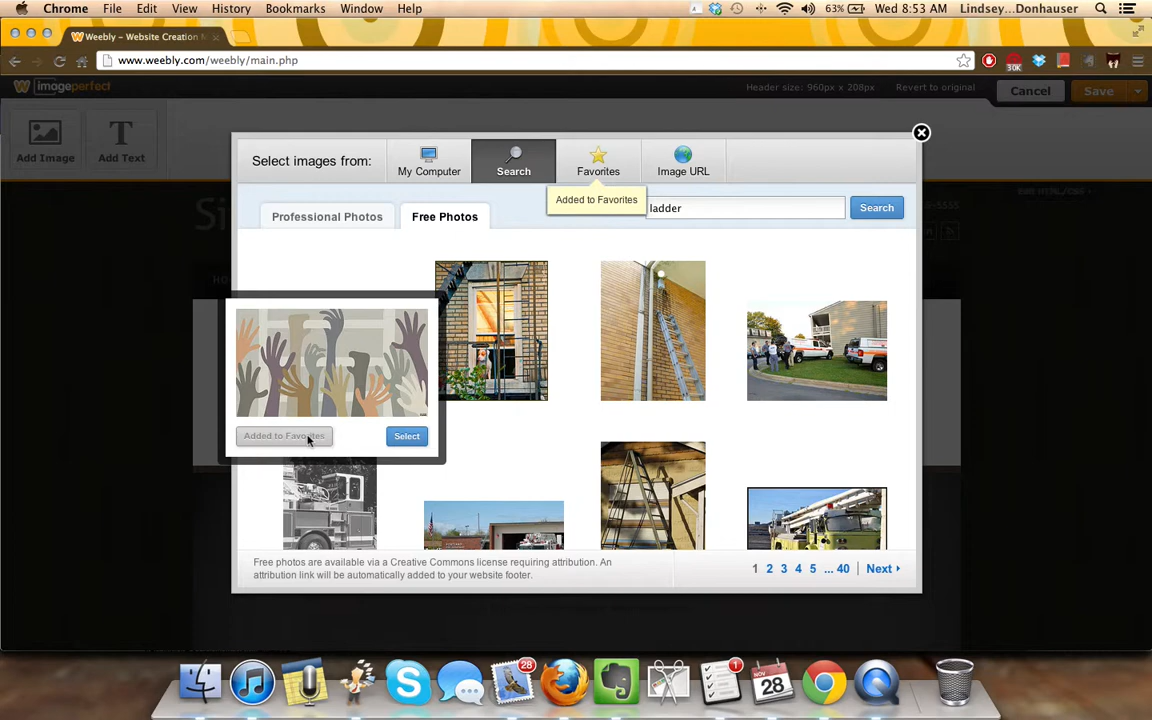 Chrome File Edit View History Bookmarks Window Help 63% Wed 8:53 AM Lindsey...Donhauser
Weebly - Website Creation
www.weebly.com/weebly/main.php
30K
imageperfect
Header size: 960px x 208px Revert to original Cancel Save
Add Image Add Text
Select images from: My Computer Search Favorites Image URL
Added to Favorites
Professional Photos Free Photos ladder Search
Added to Favorites Select
Free photos are available via a Creative Commons license requiring attribution. An
attribution link will be automatically added to your website footer.
1 2 3 4 5 ... 40 Next
28
1
NOV
28